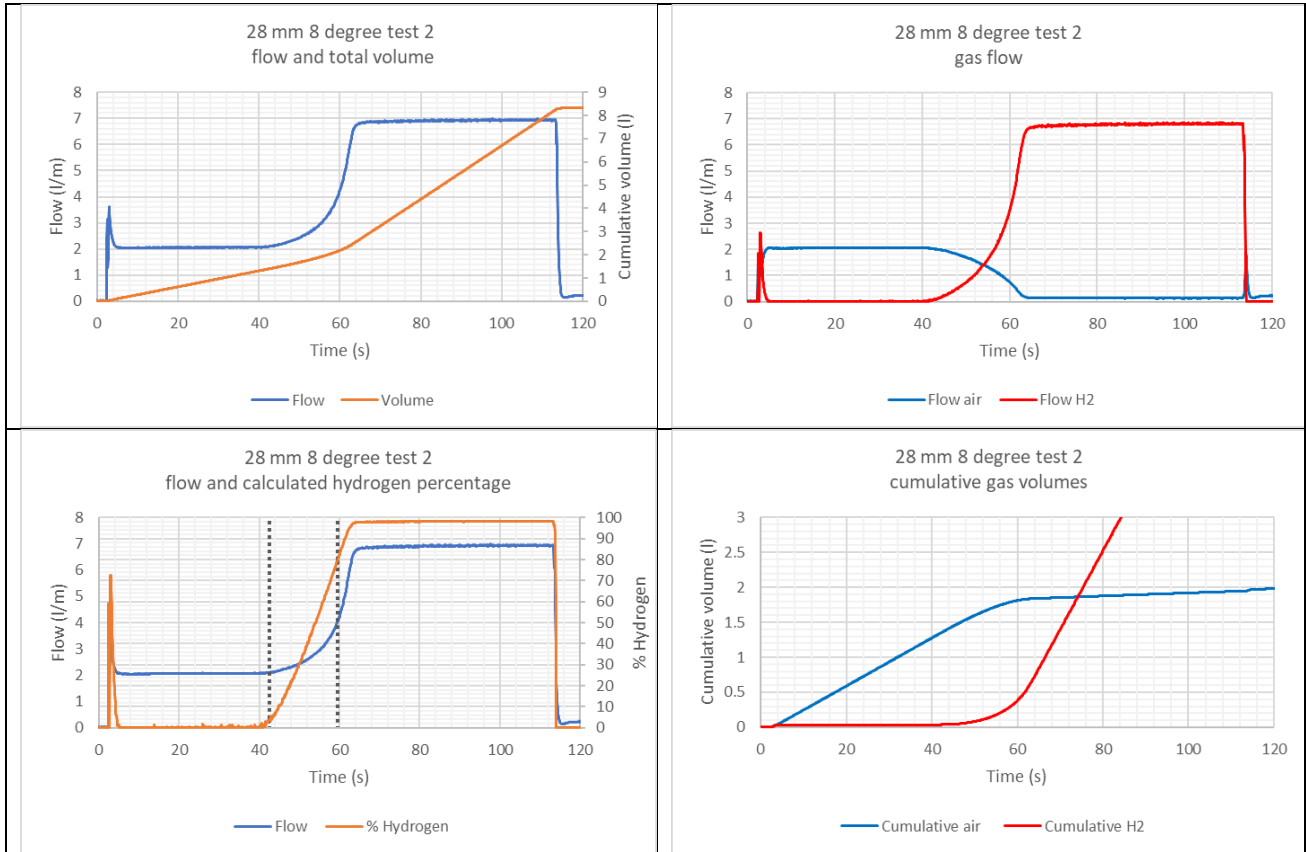 28 mm 8 degree test 2
flow and total volume
8
7
6
5
4
3
2
1
0
Flow (l/m)
9
8
7
6
5
4
3
2
1
0
Cumulative volume (l)
0 20 40 60 80 100 120
Time (s)
Flow Volume
28 mm 8 degree test 2
gas flow
8
7
6
5
4
3
2
1
0
Flow (l/m)
0 20 40 60 80 100 120
Time (s)
Flow air Flow H2
28 mm 8 degree test 2
flow and calculated hydrogen percentage
8
7
6
5
4
3
2
1
0
Flow (l/m)
100
90
80
70
60
50
40
30
20
10
0
% Hydrogen
0 20 40 60 80 100 120
Time (s)
Flow % Hydrogen
28 mm 8 degree test 2
cumulative gas volumes
3
2.5
2
1.5
1
0.5
0
Cumulative volume (l)
0 20 40 60 80 100 120
Time (s)
Cumulative air Cumulative H2